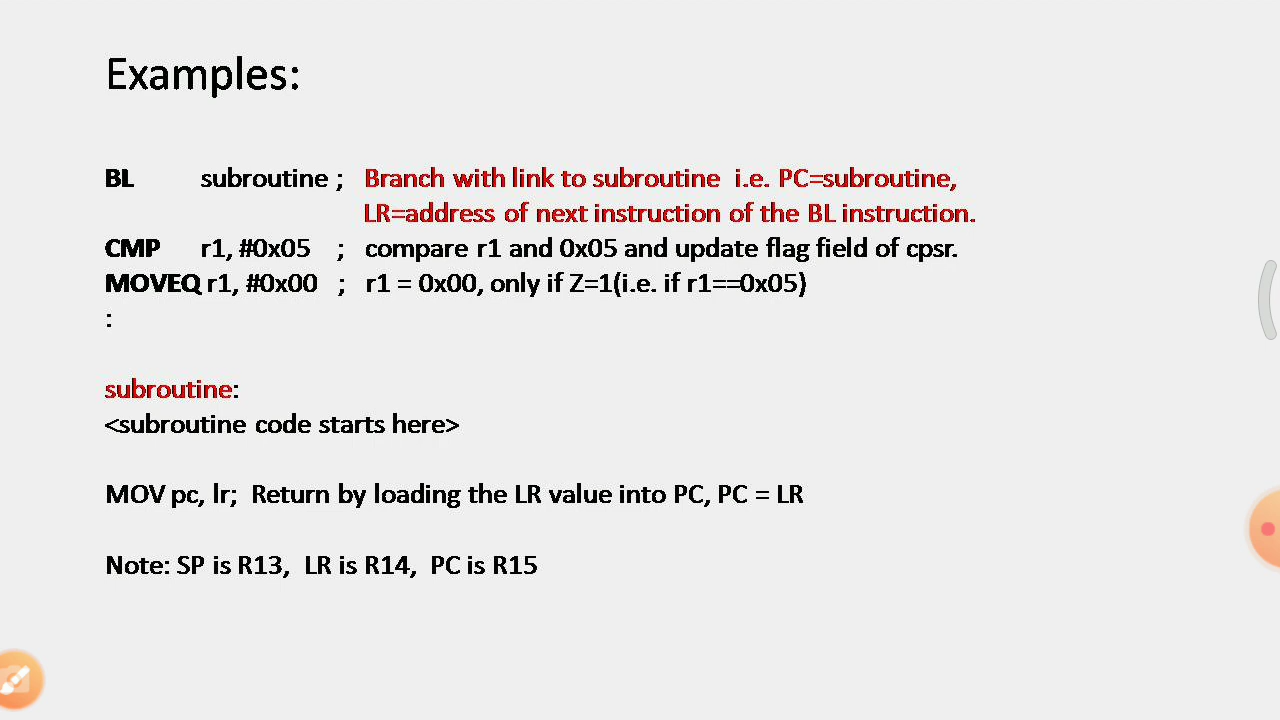 Examples:
BL subroutine ; Branch with link to subroutine i.e. PC=subroutine,
LR=address of next instruction of the BL instruction.
CMP r1, #0x05 ; compare r1 and 0x05 and update flag field of cpsr.
MOVEQ r1, #0x00 ; r1 = 0x00, only if Z=1(i.e. if r1==0x05)
:
subroutine:
<subroutine code starts here>
MOV pc, lr; Return by loading the LR value into PC, PC = LR
Note: SP is R13, LR is R14, PC is R15